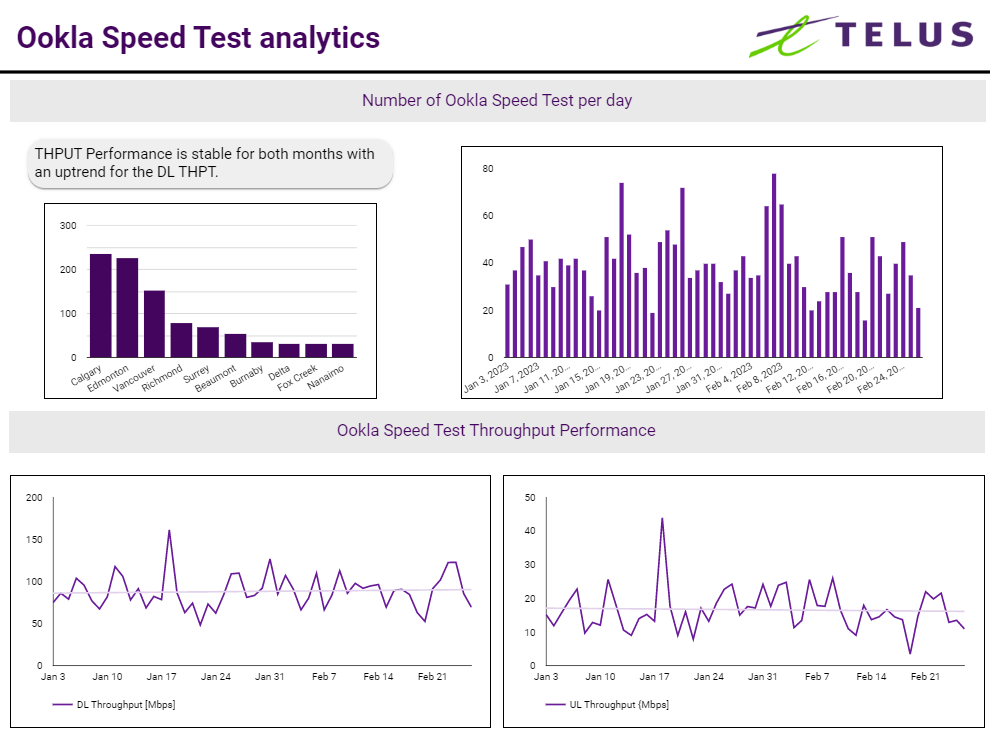 Ookla Speed Test analytics
TELUS
Number of Ookla Speed Test per day
THPUT Performance is stable for both months with
an uptrend for the DL THPT.
300
200
100
0
Calgary
Edmonton
Vancouver
Richmond
Surrey
Beaumont
Burnaby
Delta
Fox Creek
Nanaimo
80
60
40
20
0
Jan 3, 2023
Jan 7, 2023
Jan 11, 20...
Jan 15, 20...
Jan 19, 20...
Jan 23, 20...
Jan 27, 20...
Jan 31, 20...
Feb 4, 2023
Feb 8, 2023
Feb 12, 20...
Feb 16, 20...
Feb 20, 20...
Feb 24, 20...
Ookla Speed Test Throughput Performance
200
150
100
50
0
Jan 3 Jan 10 Jan 17 Jan 24 Jan 31 Feb 7 Feb 14 Feb 21
DL Throughput [Mbps]
50
40
30
20
10
0
Jan 3 Jan 10 Jan 17 Jan 24 Jan 31 Feb 7 Feb 14 Feb 21
UL Throughput {Mbps]